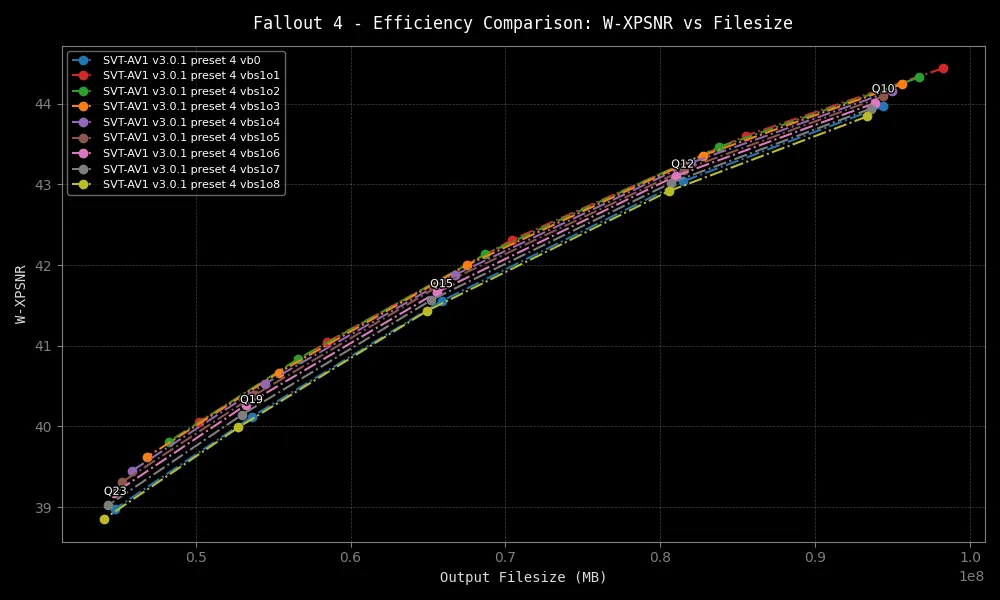 Fallout 4 - Efficiency Comparison: W-XPSNR vs Filesize
SVT-AV1 v3.0.1 preset 4 vb0
SVT-AV1 v3.0.1 preset 4 vbs1o1
SVT-AV1 v3.0.1 preset 4 vbs1o2
SVT-AV1 v3.0.1 preset 4 vbs1o3
SVT-AV1 v3.0.1 preset 4 vbs1o4
SVT-AV1 v3.0.1 preset 4 vbs1o5
SVT-AV1 v3.0.1 preset 4 vbs1o6
SVT-AV1 v3.0.1 preset 4 vbs1o7
SVT-AV1 v3.0.1 preset 4 vbs1o8
W-XPSNR
44
43
42
41
40
39
Q10
Q12
Q15
Q19
Q23
0.5 0.6 0.7 0.8 0.9 1.0
1e8
Output Filesize (MB)